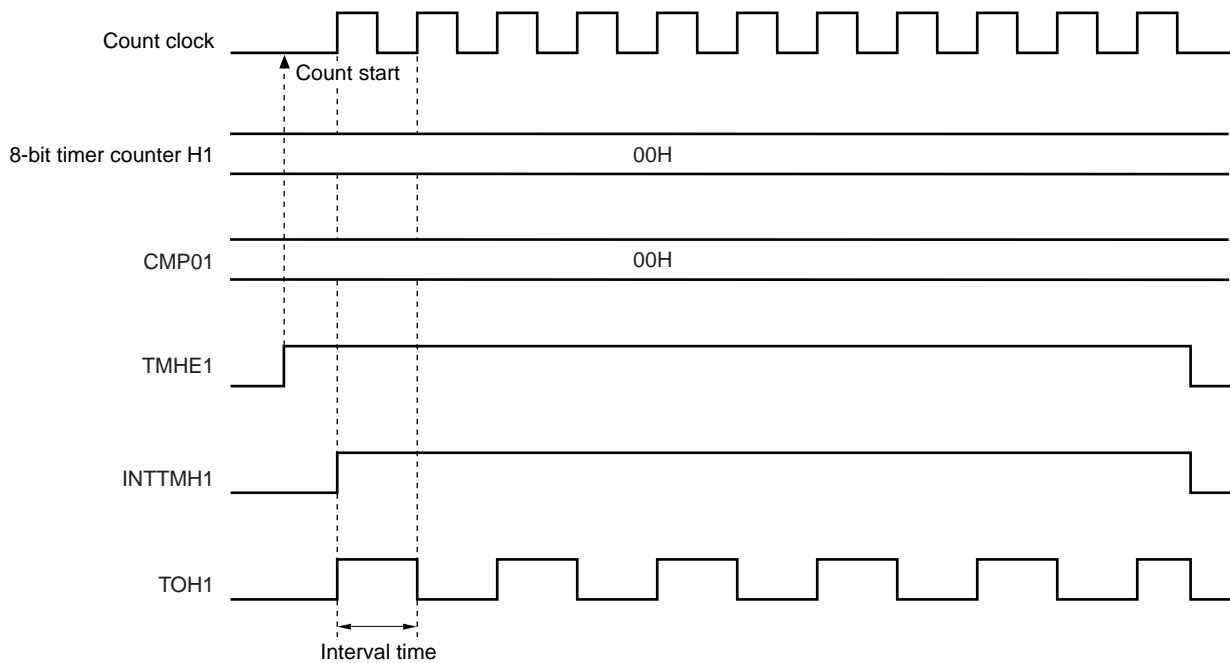 Count clock
Count start
8-bit timer counter H1
00H
CMP01
00H
TMHE1
INTTMH1
TOH1
Interval time